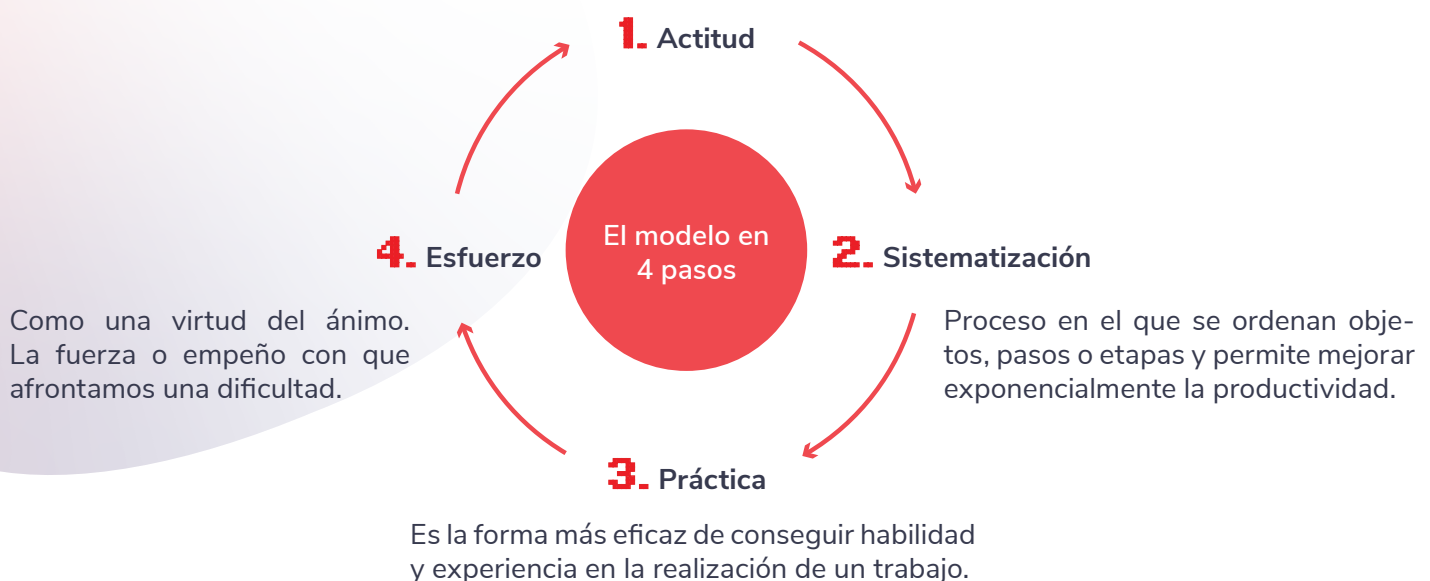 1. Actitud
El modelo en
4 pasos
2. Sistematización
Proceso en el que se ordenan obje-
tos, pasos o etapas y permite mejorar
exponencialmente la productividad.
3. Práctica
Es la forma más eficaz de conseguir habilidad
y experiencia en la realización de un trabajo.
4. Esfuerzo
Como una virtud del ánimo.
La fuerza o empeño con que
afrontamos una dificultad.